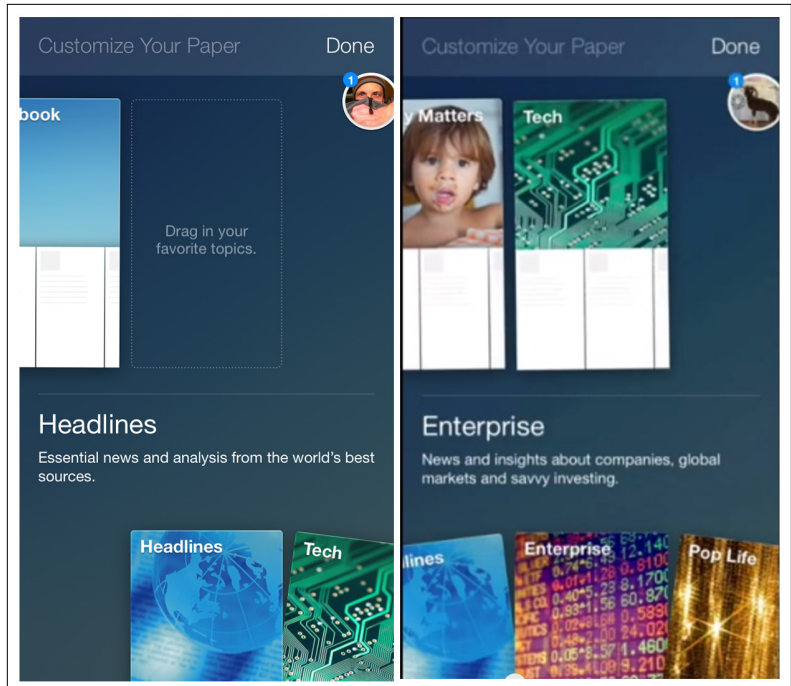 Customize Your Paper
Done
1
book
Drag in your
favorite topics.
Headlines
Essential news and analysis from the world's best
sources.
Headlines
Tech
Customize Your Paper
Done
1
y Matters
Tech
Enterprise
News and insights about companies, global
markets and savvy investing.
lines
Enterprise
Pop Life